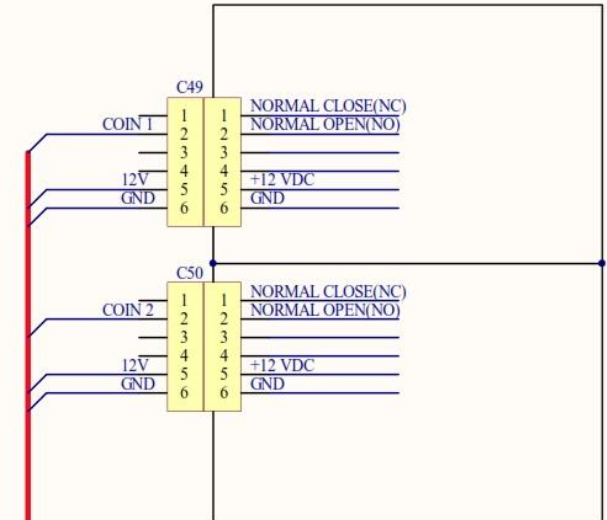 C49
1 1 NORMAL CLOSE(NC)
COIN 1 2 2 NORMAL OPEN(NO)
3 3
4 4
12V 5 5 +12 VDC
GND 6 6 GND
C50
1 1 NORMAL CLOSE(NC)
COIN 2 2 2 NORMAL OPEN(NO)
3 3
4 4
12V 5 5 +12 VDC
GND 6 6 GND